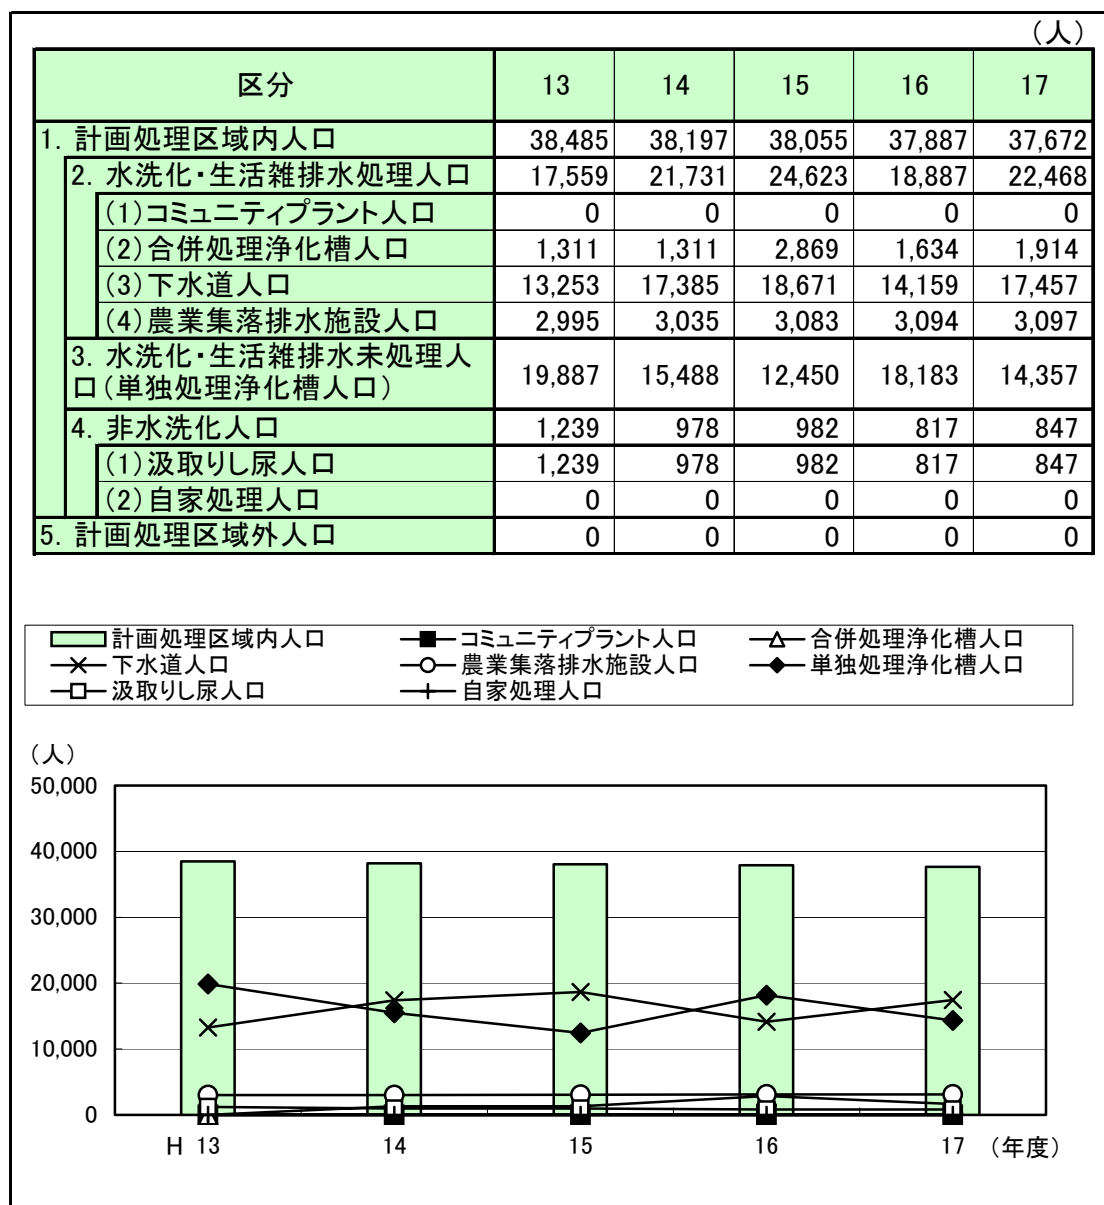 （人）
区分 13 14 15 16 17
1. 計画処理区域内人口 38,485 38,197 38,055 37,887 37,672
2. 水洗化・生活雑排水処理人口 17,559 21,731 24,623 18,887 22,468
(1)コミュニティプラント人口 0 0 0 0 0
(2)合併処理浄化槽人口 1,311 1,311 2,869 1,634 1,914
(3)下水道人口 13,253 17,385 18,671 14,159 17,457
(4)農業集落排水施設人口 2,995 3,035 3,083 3,094 3,097
3. 水洗化・生活雑排水未処理人
口(単独処理浄化槽人口) 19,887 15,488 12,450 18,183 14,357
4. 非水洗化人口 1,239 978 982 817 847
(1)汲取りし尿人口 1,239 978 982 817 847
(2)自家処理人口 0 0 0 0 0
5. 計画処理区域外人口 0 0 0 0 0
計画処理区域内人口 コミュニティプラント人口 合併処理浄化槽人口
下水道人口 農業集落排水施設人口 単独処理浄化槽人口
汲取りし尿人口 自家処理人口
（人）
50,000
40,000
30,000
20,000
10,000
0
H 13 14 15 16 17 （年度）